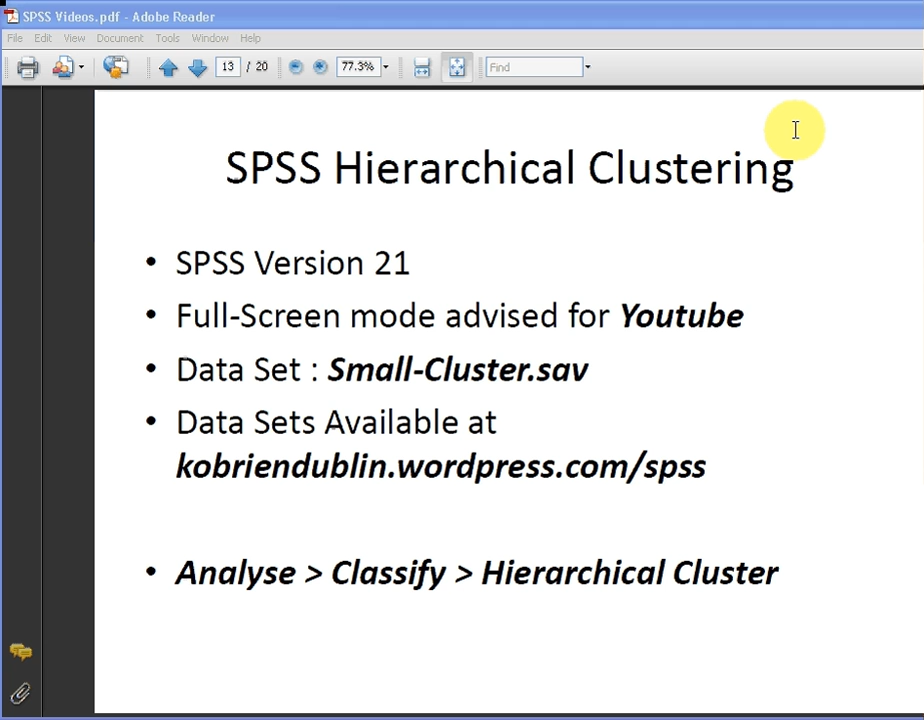 SPSS Videos.pdf - Adobe Reader
File Edit View Document Tools Window Help
13 / 20 77.3% Find
SPSS Hierarchical Clustering
• SPSS Version 21
• Full-Screen mode advised for Youtube
• Data Set : Small-Cluster.sav
• Data Sets Available at
kobriendublin.wordpress.com/spss
• Analyse > Classify > Hierarchical Cluster